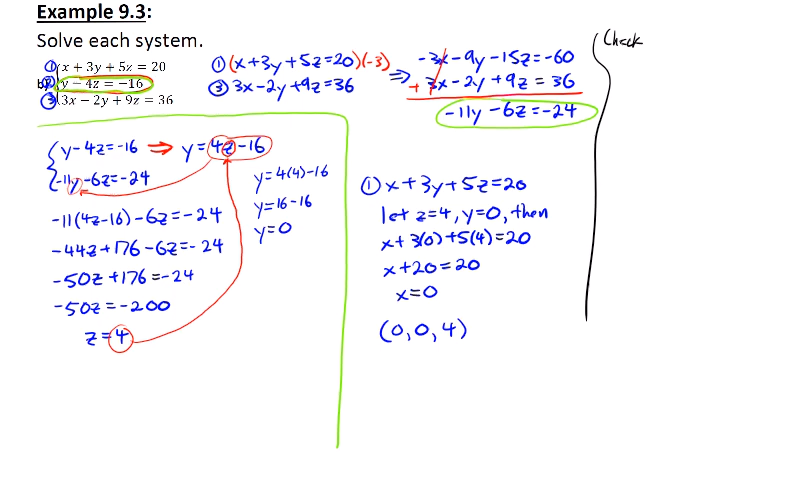 Example 9.3:
Solve each system.
① x + 3y + 5z = 20
b) ② y − 4z = −16
③ 3x − 2y + 9z = 36
① (x+3y+5z=20)(-3)
③ 3x-2y+9z=36
⇒
-3x-9y-15z=-60
+ 3x-2y+9z=36
-11y-6z=-24
Check
{ y-4z=-16 ⇒ y=4z-16
-11y-6z=-24
-11(4z-16)-6z=-24
-44z+176-6z=-24
-50z+176=-24
-50z=-200
z=4
y=4(4)-16
y=16-16
y=0
① x+3y+5z=20
let z=4, y=0, then
x+3(0)+5(4)=20
x+20=20
x=0
(0,0,4)